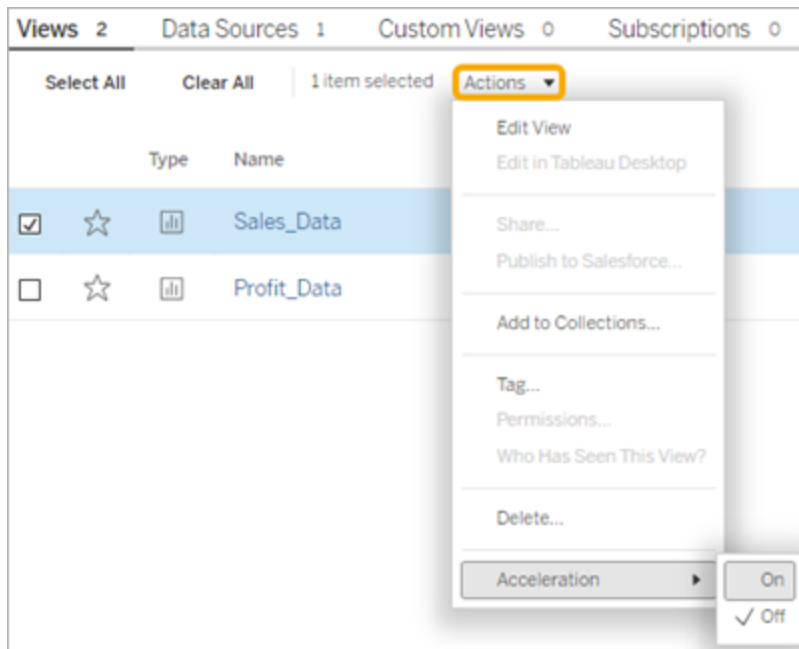 Views 2 Data Sources 1 Custom Views 0 Subscriptions 0
Select All Clear All 1 item selected Actions
Type Name
Sales_Data
Profit_Data
Edit View
Edit in Tableau Desktop
Share...
Publish to Salesforce...
Add to Collections...
Tag...
Permissions...
Who Has Seen This View?
Delete...
Acceleration
On
Off